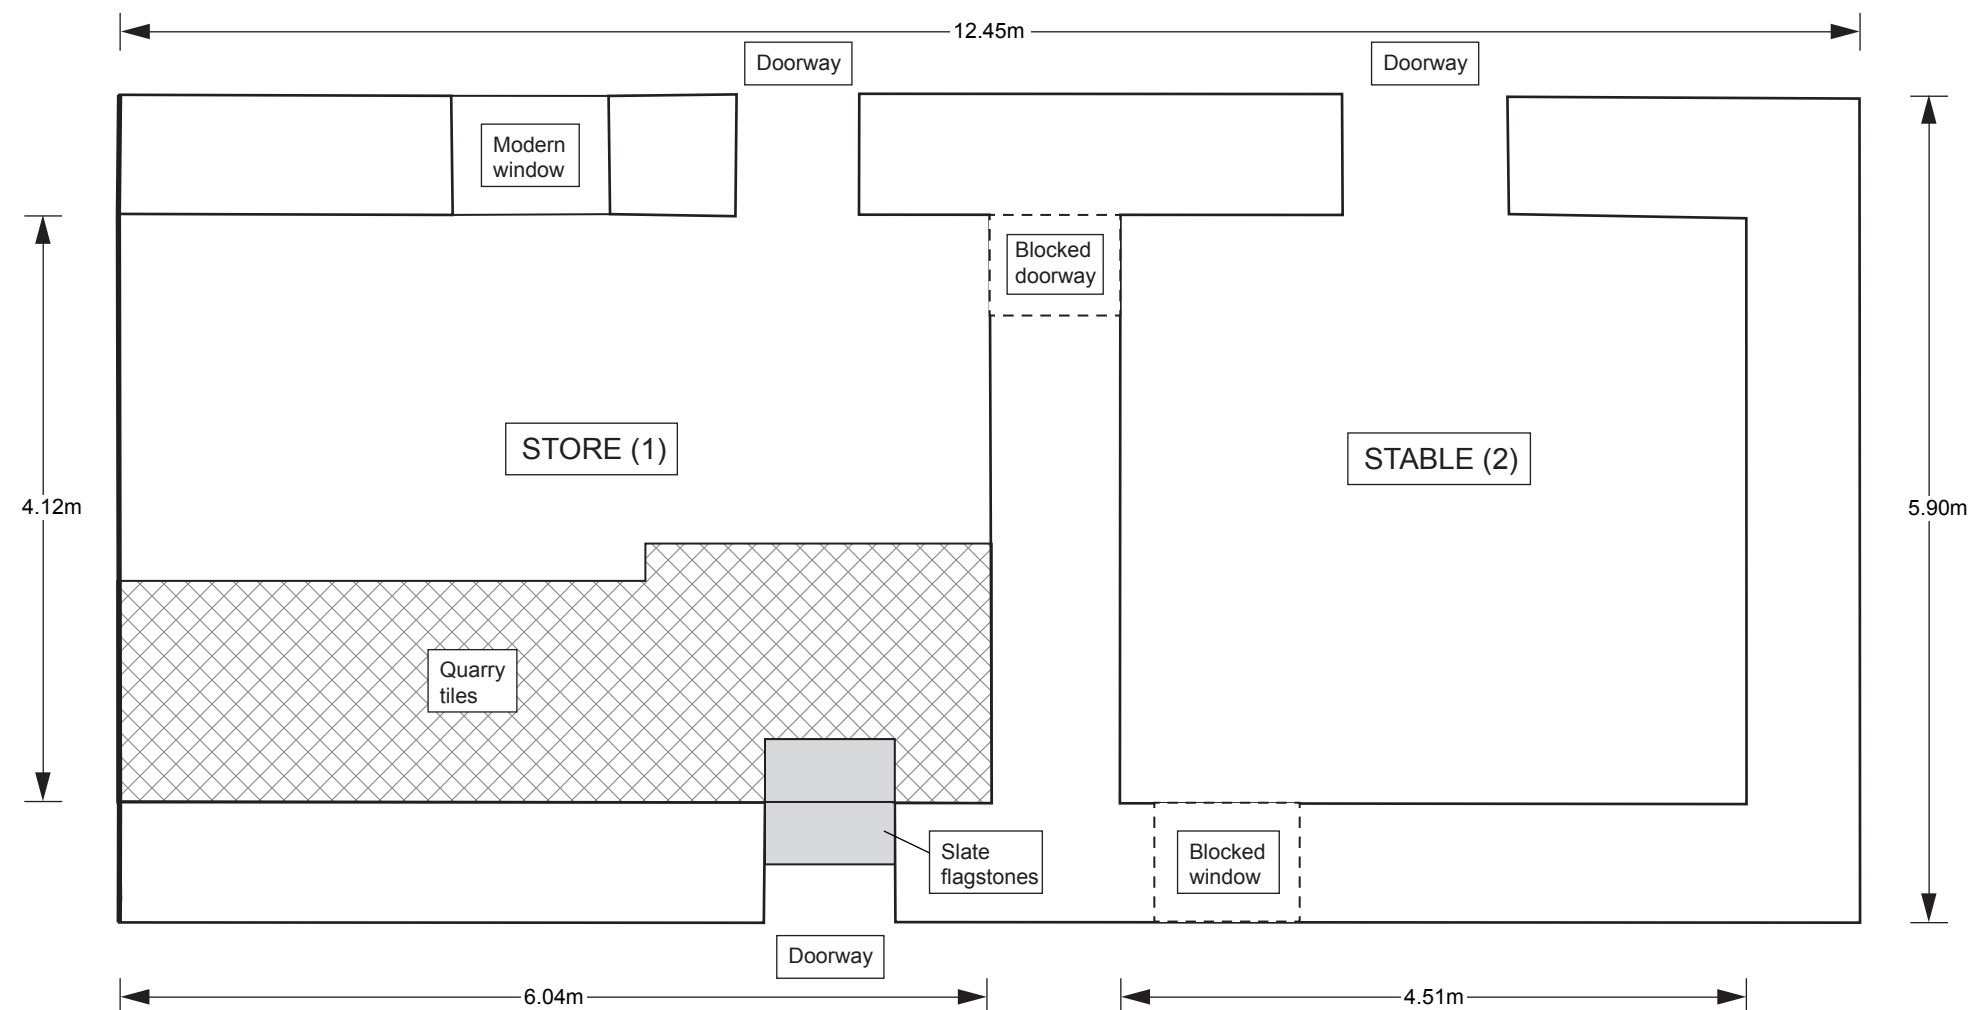 12.45m
Doorway
Doorway
Modern
window
Blocked
doorway
STORE (1)
STABLE (2)
4.12m
5.90m
Quarry
tiles
Slate
flagstones
Blocked
window
Doorway
6.04m
4.51m